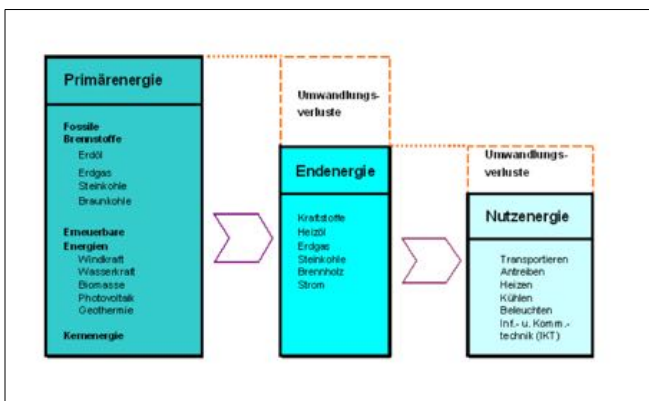 Primärenergie
Fossile
Brennstoffe
Erdöl
Erdgas
Steinkohle
Braunkohle
Erneuerbare
Energien
Windkraft
Wasserkraft
Biomasse
Photovoltaik
Geothermie
Kernenergie
Umwandlungs-
verluste
Endenergie
Kraftstoffe
Heizöl
Erdgas
Steinkohle
Brennholz
Strom
Umwandlungs-
verluste
Nutzenergie
Transportieren
Antreiben
Heizen
Kühlen
Beleuchten
Inf.- u. Komm.-
technik (IKT)